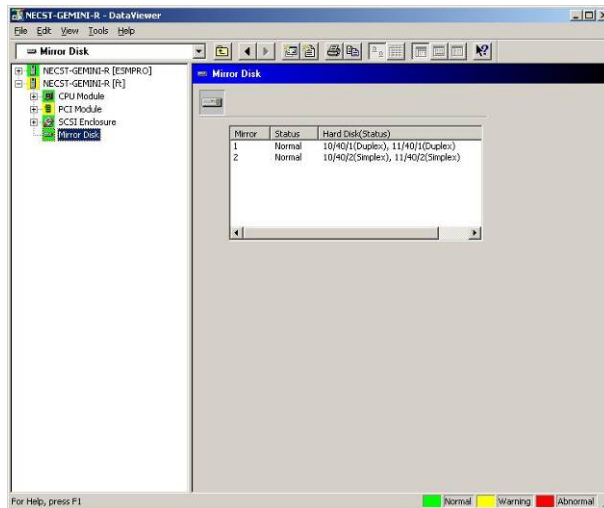 NECST-GEMINI-R - DataViewer
File Edit View Tools Help
Mirror Disk
NECST-GEMINI-R [ESMPRO]
NECST-GEMINI-R [ft]
CPU Module
PCI Module
SCSI Enclosure
Mirror Disk
Mirror Disk
Mirror Status Hard Disk(Status)
1 Normal 10/40/1(Duplex), 11/40/1(Duplex)
2 Normal 10/40/2(Simplex), 11/40/2(Simplex)
For Help, press F1
Normal Warning Abnormal